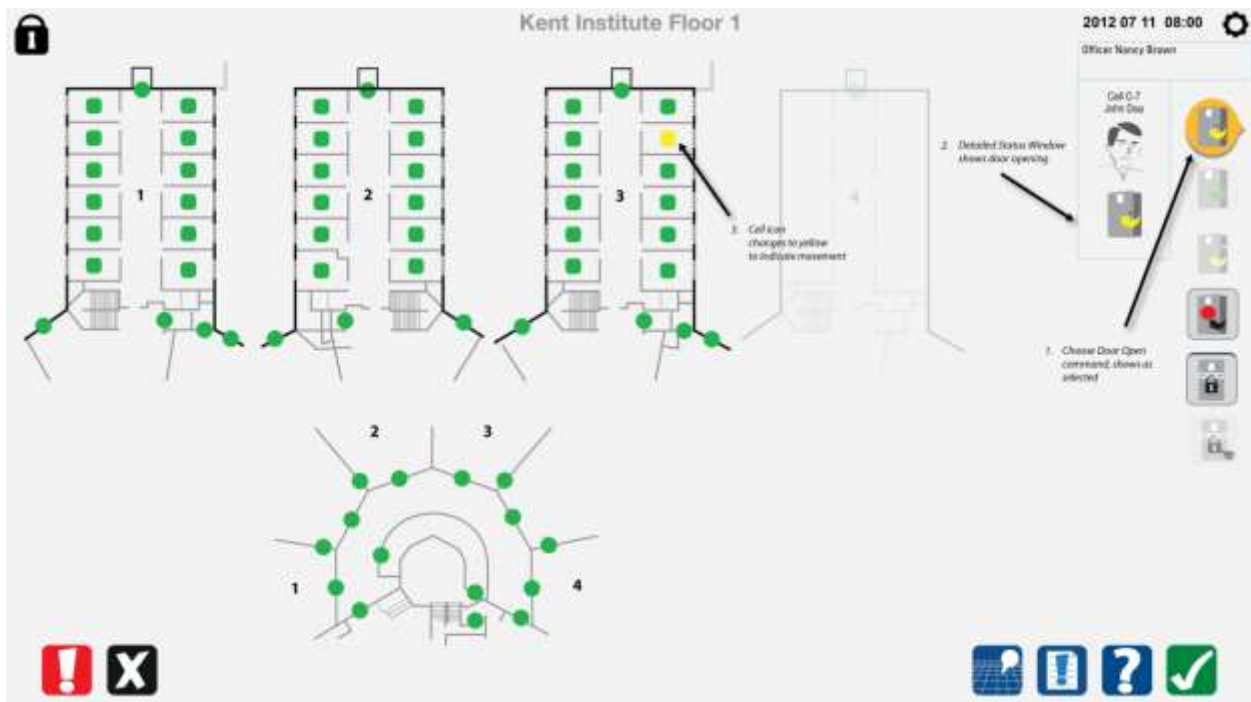 Kent Institute Floor 1
2012 07 11 08:00
Officer Nancy Brown
Cell C-7
John Doe
1
2
3
4
2. Detailed Status Window
shows door opening
3. Cell icon
changes to yellow
to indicate movement
1. Choose Door Open
command, shows as
selected
2
3
1
4